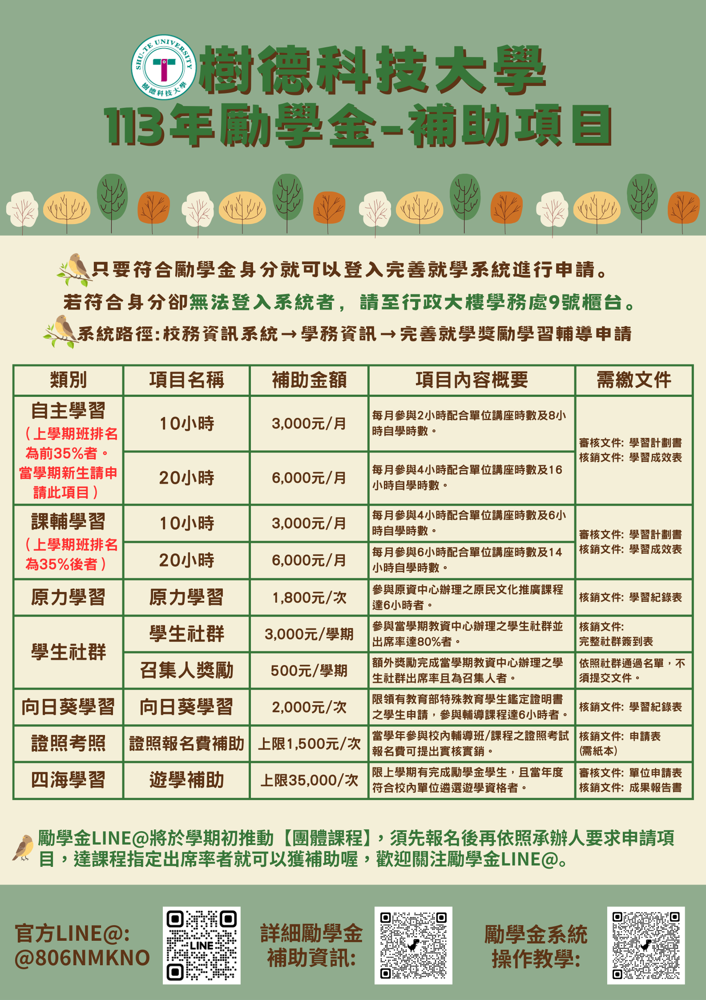 SHU-TE UNIVERSITY
樹德科技大學
樹德科技大學
113年勵學金-補助項目
只要符合勵學金身分就可以登入完善就學系統進行申請。
若符合身分卻無法登入系統者，請至行政大樓學務處9號櫃台。
系統路徑:校務資訊系統→學務資訊→完善就學獎勵學習輔導申請
類別
項目名稱
補助金額
項目內容概要
需繳文件
自主學習
（上學期班排名
為前35%者。
當學期新生請申
請此項目）
10小時
3,000元/月
每月參與2小時配合單位講座時數及8小
時自學時數。
審核文件: 學習計劃書
核銷文件: 學習成效表
20小時
6,000元/月
每月參與4小時配合單位講座時數及16
小時自學時數。
課輔學習
（上學期班排名
為35%後者）
10小時
3,000元/月
每月參與4小時配合單位講座時數及6小
時自學時數。
審核文件: 學習計劃書
核銷文件: 學習成效表
20小時
6,000元/月
每月參與6小時配合單位講座時數及14
小時自學時數。
原力學習
原力學習
1,800元/次
參與原資中心辦理之原民文化推廣課程
達6小時者。
核銷文件: 學習紀錄表
學生社群
學生社群
3,000元/學期
參與當學期教資中心辦理之學生社群並
出席率達80%者。
核銷文件:
完整社群簽到表
召集人獎勵
500元/學期
額外獎勵完成當學期教資中心辦理之學
生社群出席率且為召集人者。
依照社群通過名單，不
須提交文件。
向日葵學習
向日葵學習
2,000元/次
限領有教育部特殊教育學生鑑定證明書
之學生申請，參與輔導課程達6小時者。
核銷文件: 學習紀錄表
證照考照
證照報名費補助
上限1,500元/次
當學年參與校內輔導班/課程之證照考試
報名費可提出實核實銷。
核銷文件: 申請表
(需紙本)
四海學習
遊學補助
上限35,000/次
限上學期有完成勵學金學生，且當年度
符合校內單位遴選遊學資格者。
審核文件: 單位申請表
核銷文件: 成果報告書
勵學金LINE@將於學期初推動【團體課程】，須先報名後再依照承辦人要求申請項
目，達課程指定出席率者就可以獲補助喔，歡迎關注勵學金LINE@。
官方LINE@:
@806NMKNO
LINE
詳細勵學金
補助資訊:
勵學金系統
操作教學: